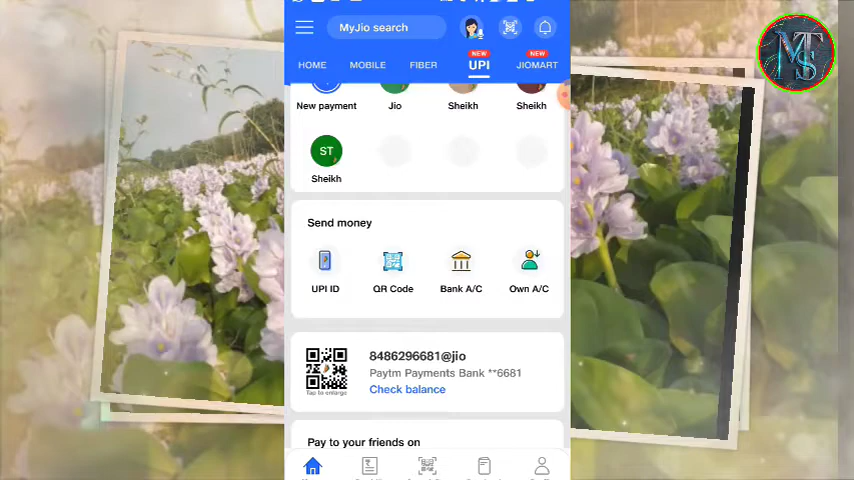 MyJio search
NEW
NEW
HOME MOBILE FIBER UPI JIOMART
New payment Jio Sheikh Sheikh
ST
Sheikh
Send money
UPI ID QR Code Bank A/C Own A/C
8486296681@jio
Paytm Payments Bank **6681
Tap to enlarge
Check balance
Pay to your friends on
MTS